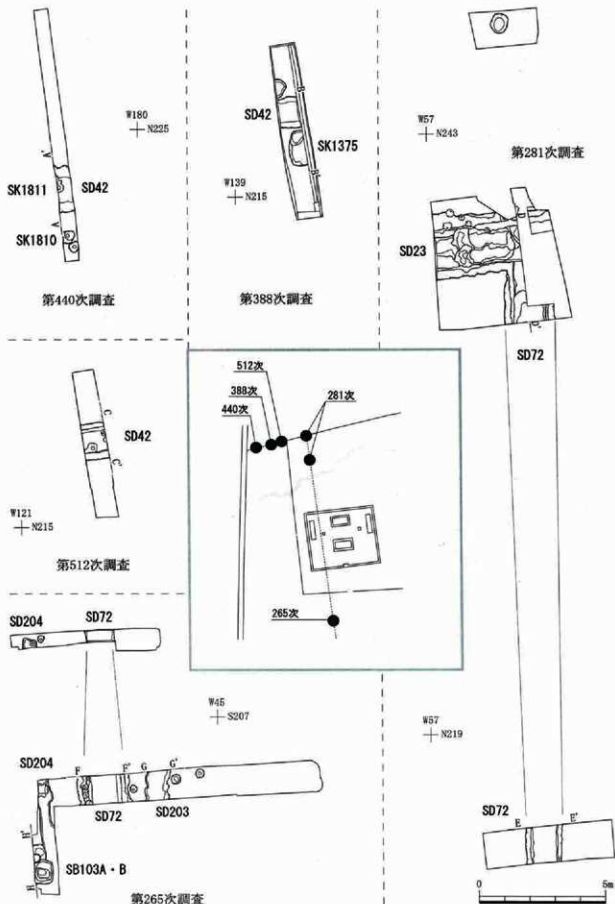 W180
N225
A'
SK1811
SD42
A
SK1810
第440次調査
SD42
B
SK1375
B'
W139
N215
第388次調査
W57
N243
第281次調査
SD23
D'
SD72
C
SD42
C'
W121
N215
第512次調査
512次
388次
281次
440次
265次
SD204
SD72
W45
S207
SD204
F
F'
G
G'
SD72
SD203
H'
SB103A・B
H
第265次調査
W57
N219
SD72
E
E'
0
5m